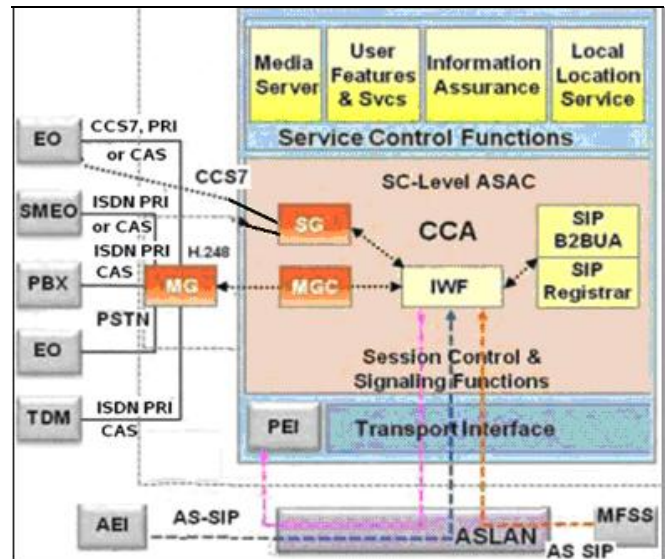 Media
Server
User
Features
& Svcs
Information
Assurance
Local
Location
Service
Service Control Functions
EO
CCS7, PRI
or CAS
CCS7
SC-Level ASAC
SMEO
ISDN PRI
or CAS
SG
CCA
SIP
B2BUA
SIP
Registrar
PBX
ISDN PRI
CAS
H.248
MG
MGC
IWF
EO
PSTN
Session Control &
Signaling Functions
TDM
ISDN PRI
CAS
PEI
Transport Interface
AEI
AS-SIP
ASLAN
MFSS
AS SIP